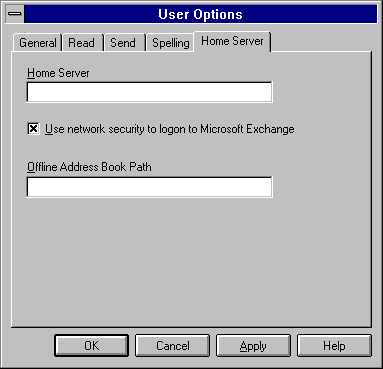 User Options
General Read Send Spelling Home Server
Home Server
Use network security to logon to Microsoft Exchange
Offline Address Book Path
OK Cancel Apply Help